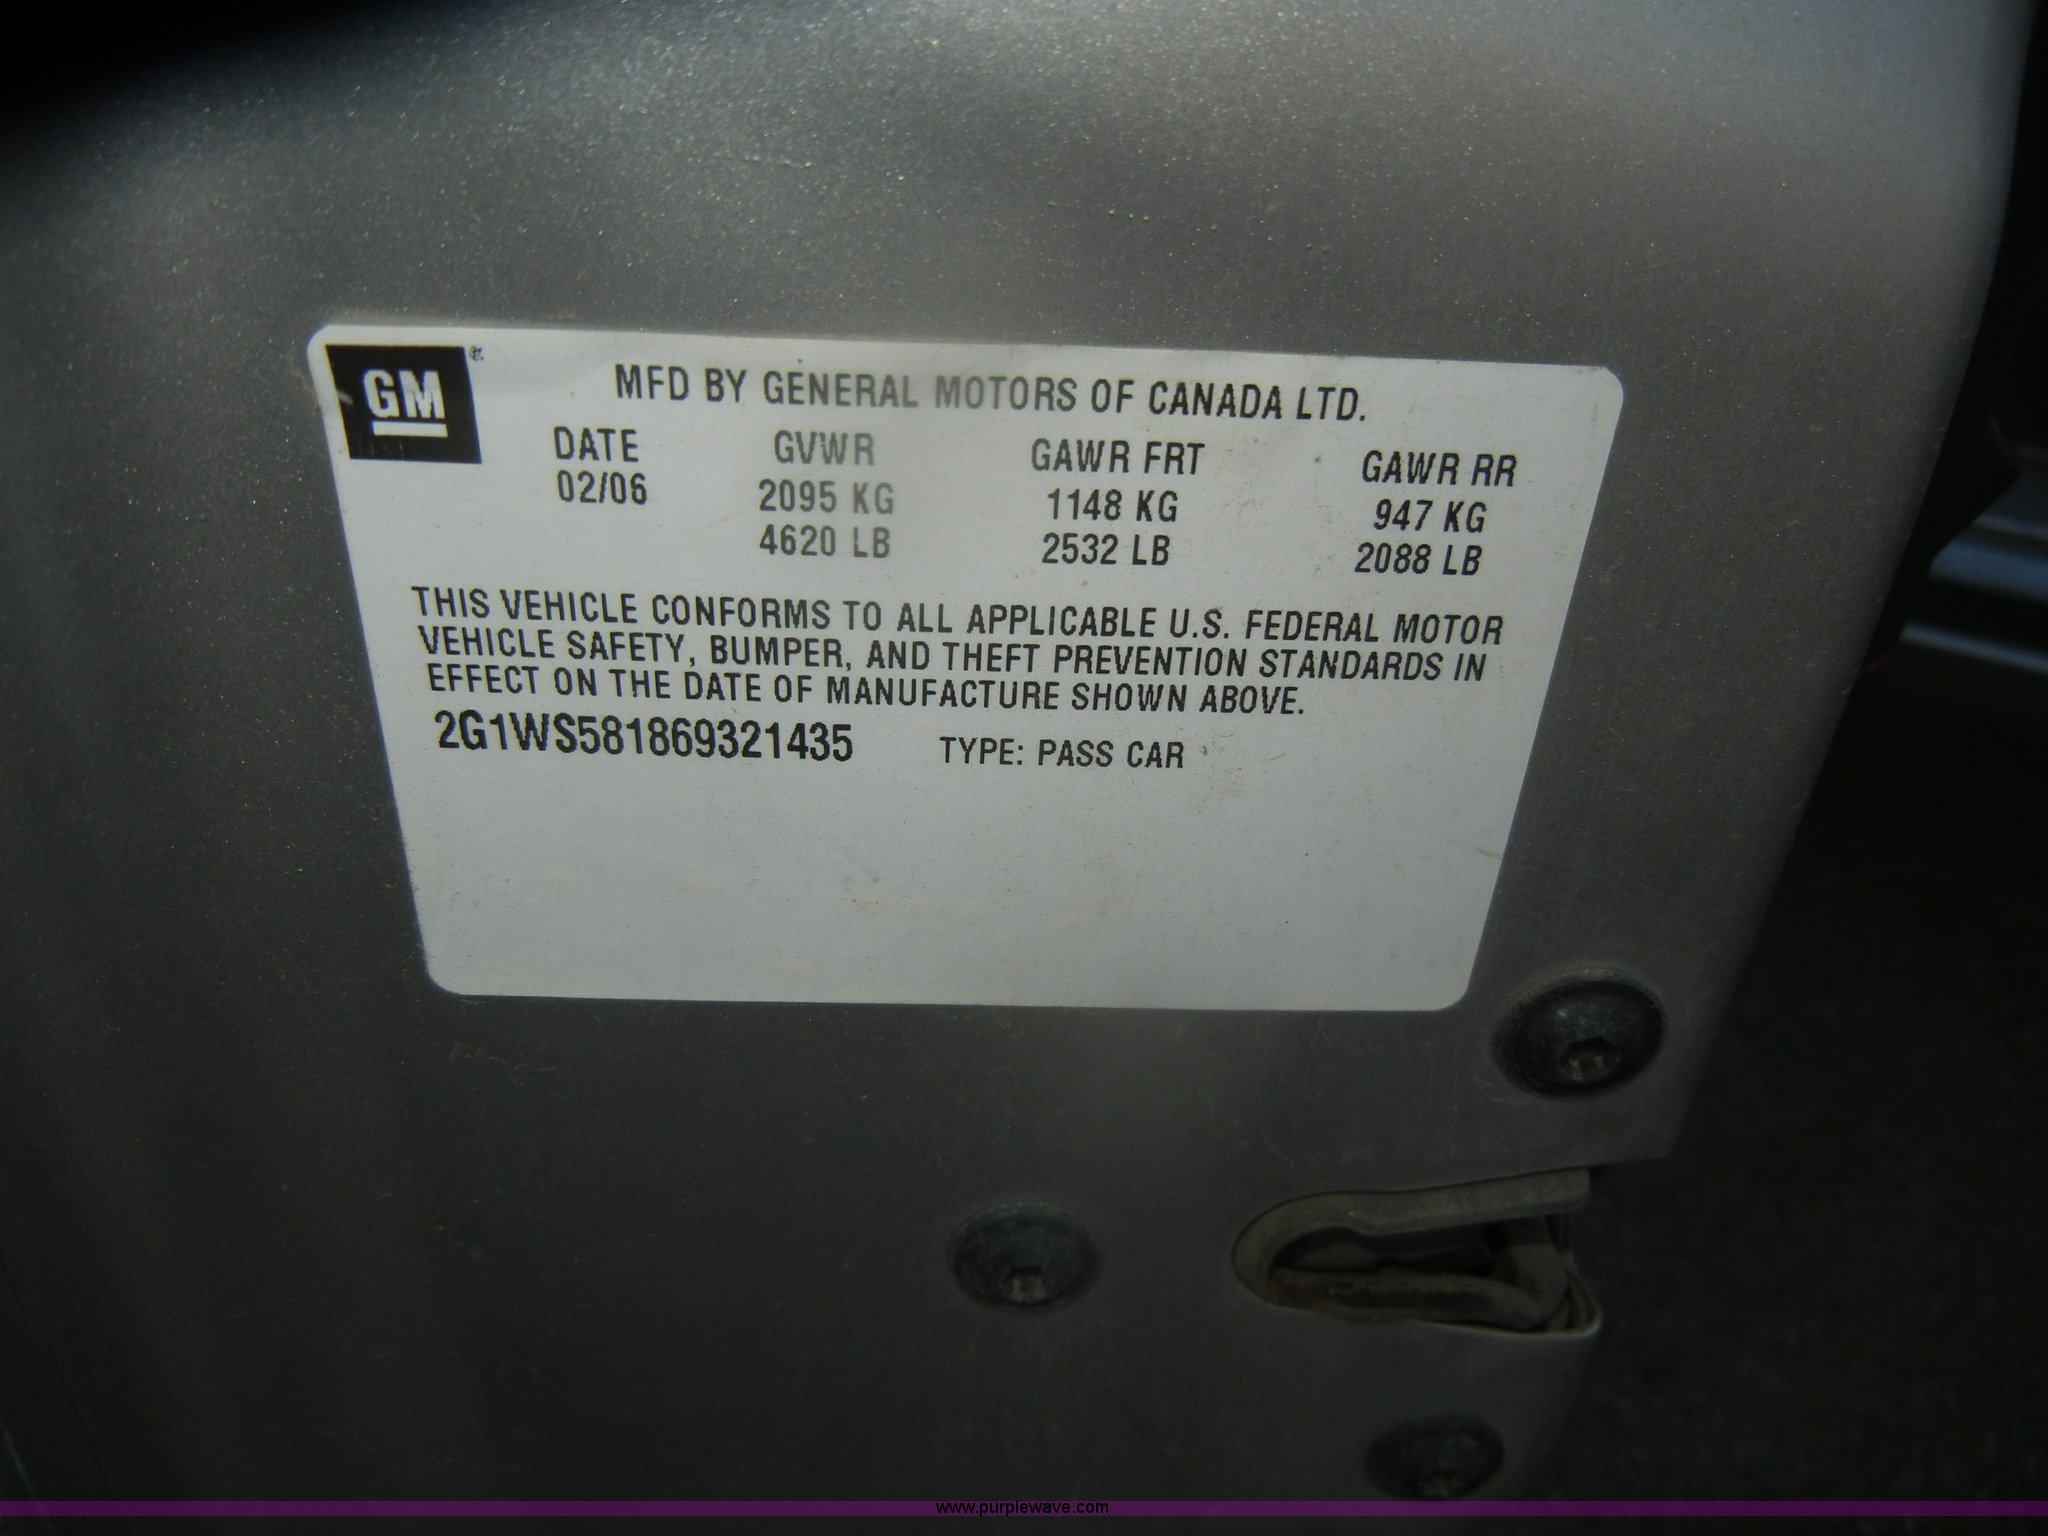 GM
MFD BY GENERAL MOTORS OF CANADA LTD.
DATE GVWR GAWR FRT GAWR RR
02/06 2095 KG 1148 KG 947 KG
4620 LB 2532 LB 2088 LB
THIS VEHICLE CONFORMS TO ALL APPLICABLE U.S. FEDERAL MOTOR
VEHICLE SAFETY, BUMPER, AND THEFT PREVENTION STANDARDS IN
EFFECT ON THE DATE OF MANUFACTURE SHOWN ABOVE.
2G1WS581869321435 TYPE: PASS CAR
www.purplewave.com